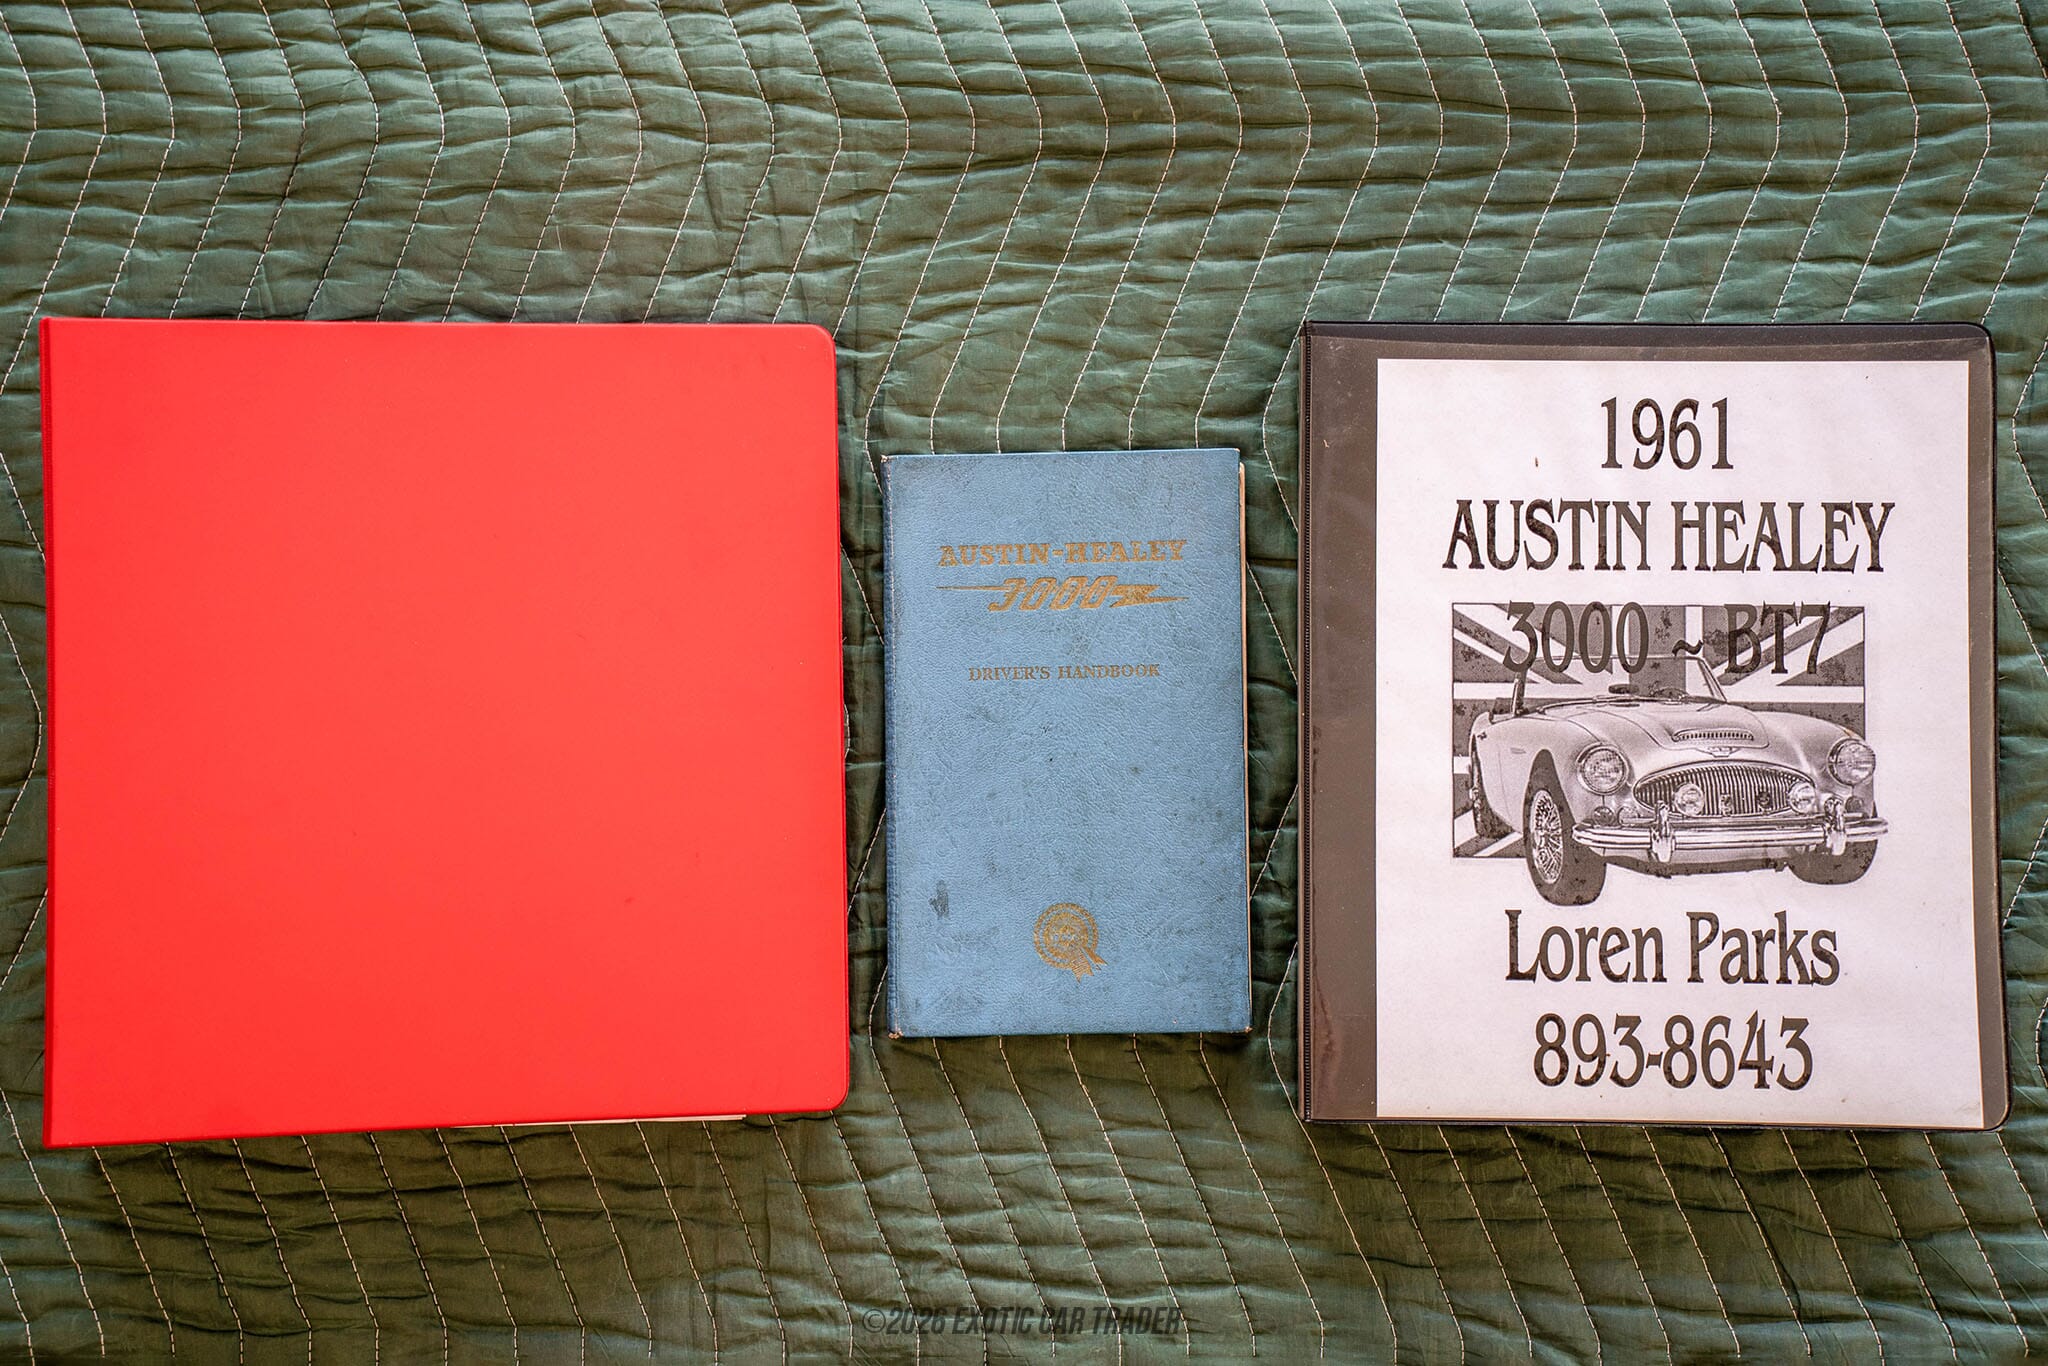 AUSTIN-HEALEY
3000
DRIVER'S HANDBOOK
1961
AUSTIN HEALEY
3000 ~ BT7
Loren Parks
893-8643
©2026 EXOTIC CAR TRADER